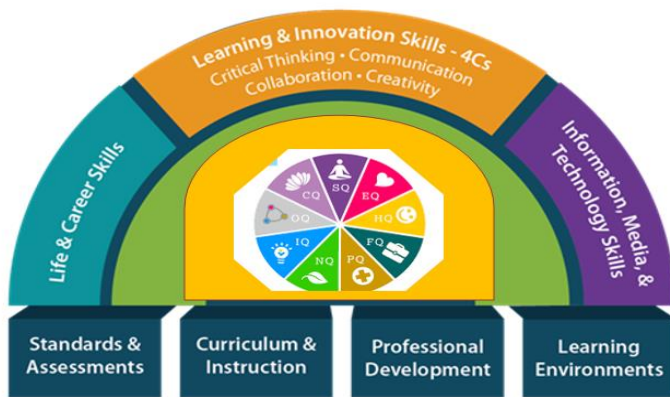 Learning & Innovation Skills - 4Cs
Critical Thinking • Communication
Collaboration • Creativity
Life & Career Skills
Information, Media, &
Technology Skills
SQ
CQ
EQ
OQ
HQ
IQ
FQ
NQ
PQ
Standards &
Assessments
Curriculum &
Instruction
Professional
Development
Learning
Environments